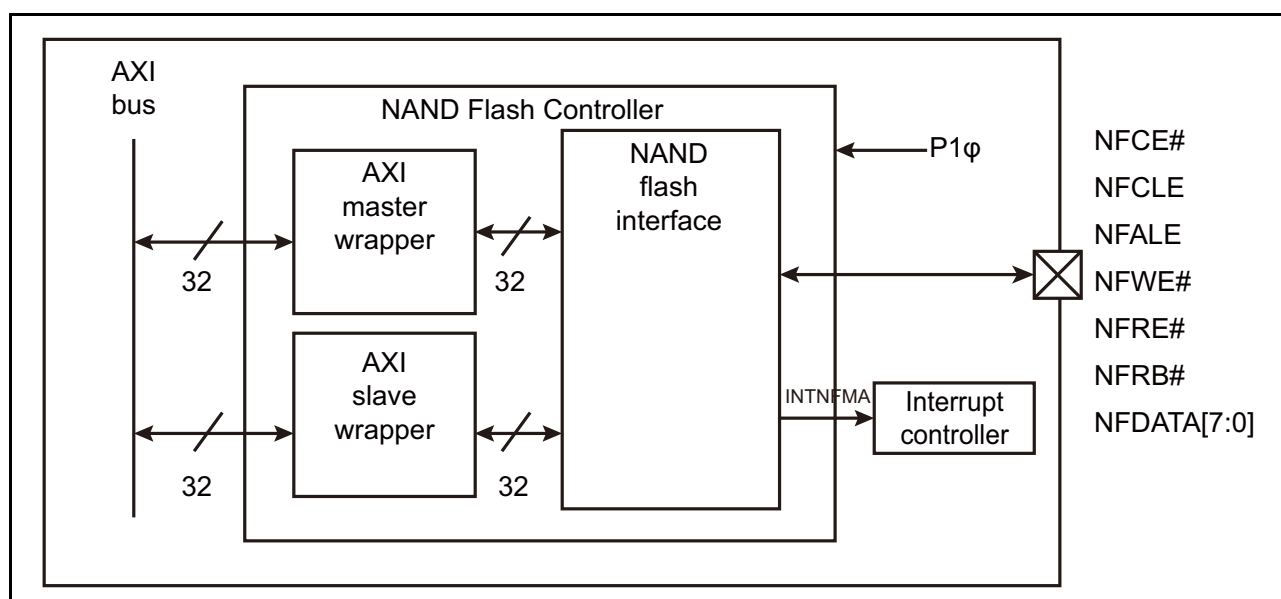 AXI
bus
NAND Flash Controller
AXI
master
wrapper
NAND
flash
interface
P1φ
32
32
AXI
slave
wrapper
32
32
INTNFMA
Interrupt
controller
NFCE#
NFCLE
NFALE
NFWE#
NFRE#
NFRB#
NFDATA[7:0]